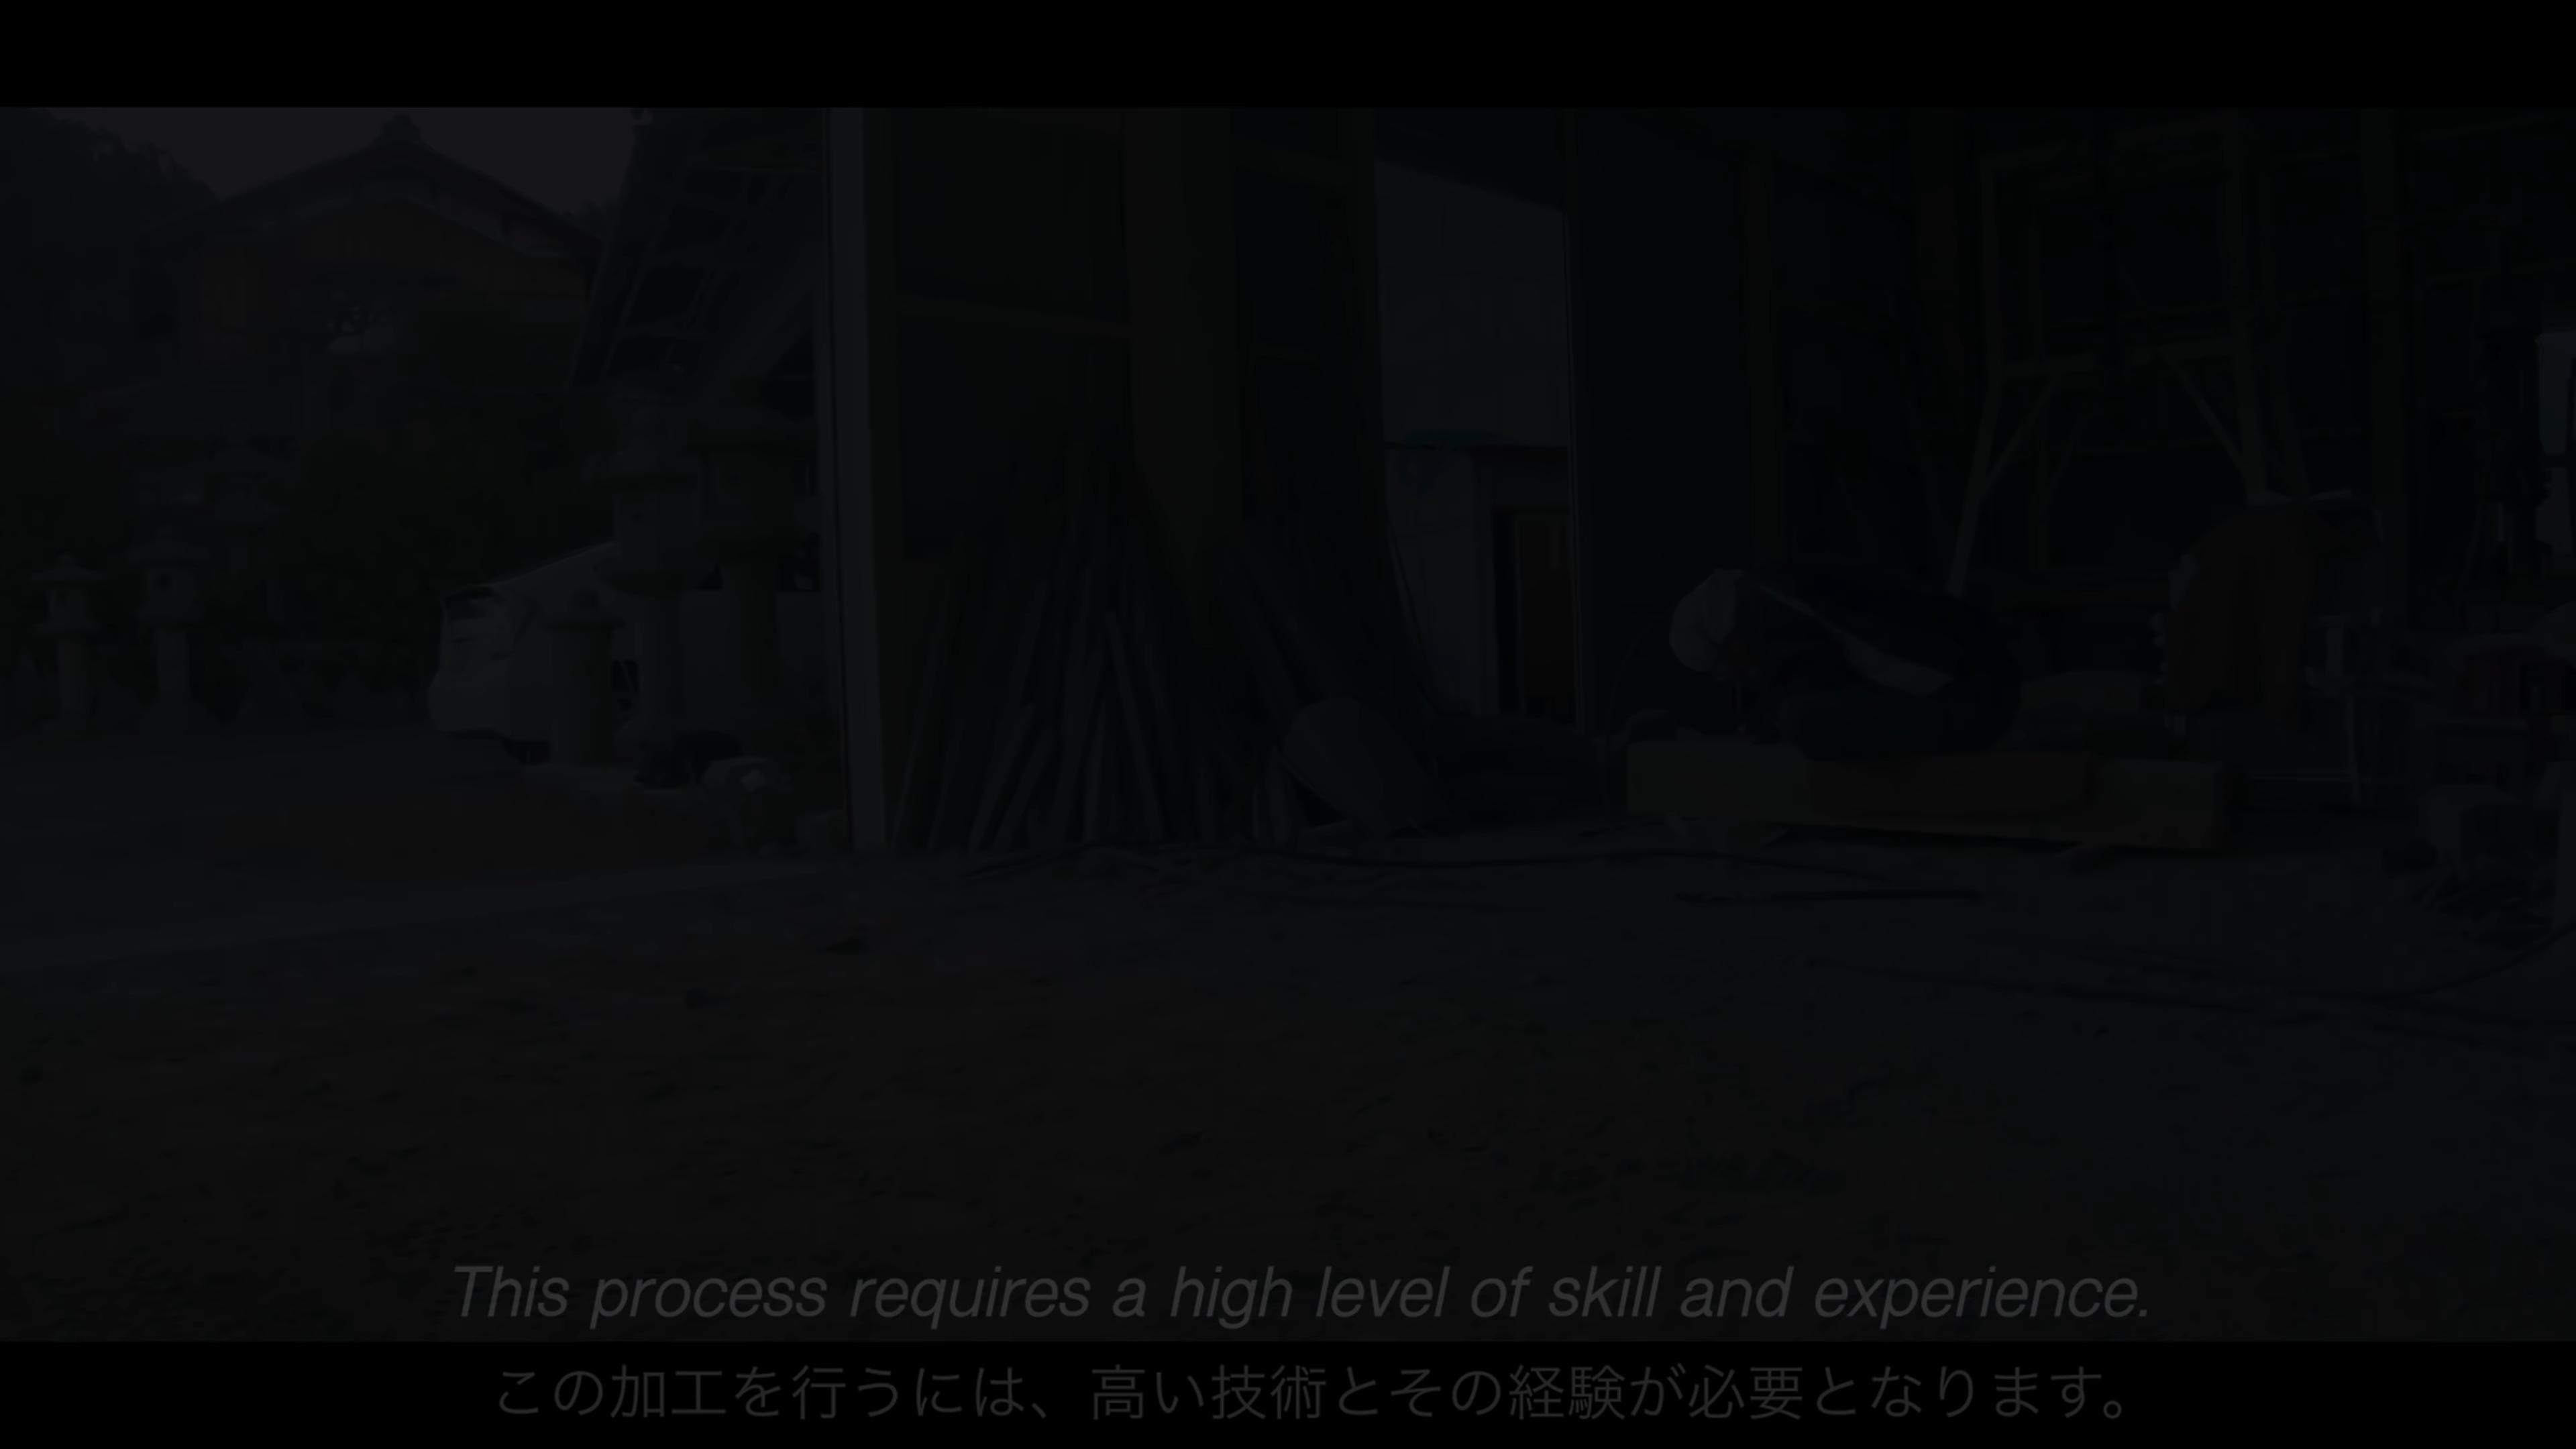 This process requires a high level of skill and experience.
この加工を行うには、高い技術とその経験が必要となります。